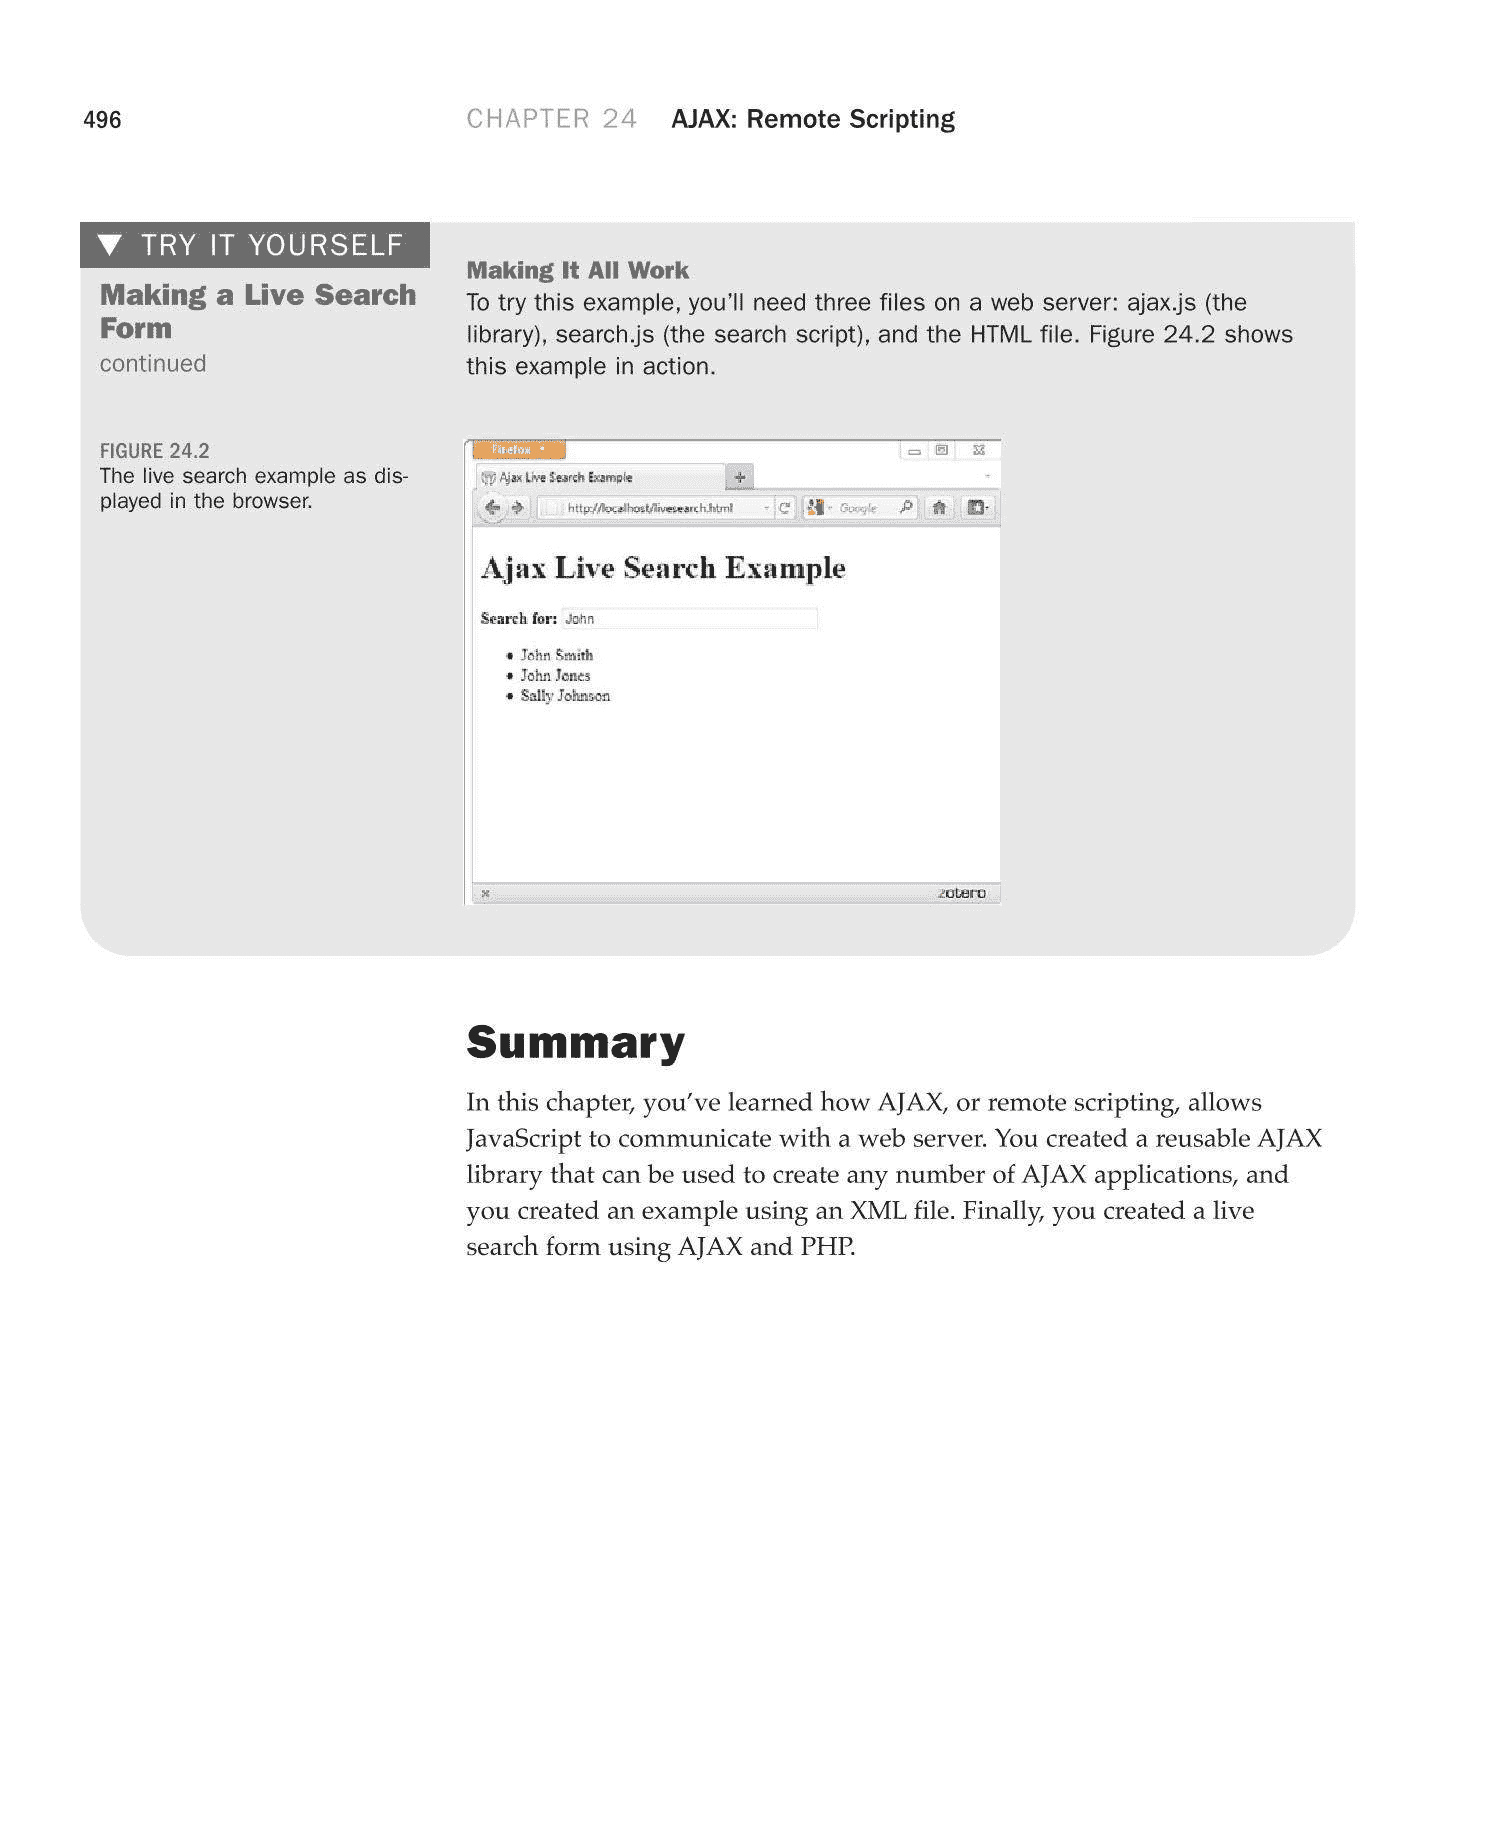 496
CHAPTER 24 AJAX: Remote Scripting
▼ TRY IT YOURSELF
Making a Live Search
Form
continued
Making It All Work
To try this example, you'll need three files on a web server: ajax.js (the
library), search.js (the search script), and the HTML file. Figure 24.2 shows
this example in action.
FIGURE 24.2
The live search example as dis-
played in the browser.
Firefox
Ajax Live Search Example
http://localhost/livesearch.html
Google
Ajax Live Search Example
Search for: John
• John Smith
• John Jones
• Sally Johnson
zotero
Summary
In this chapter, you've learned how AJAX, or remote scripting, allows
JavaScript to communicate with a web server. You created a reusable AJAX
library that can be used to create any number of AJAX applications, and
you created an example using an XML file. Finally, you created a live
search form using AJAX and PHP.